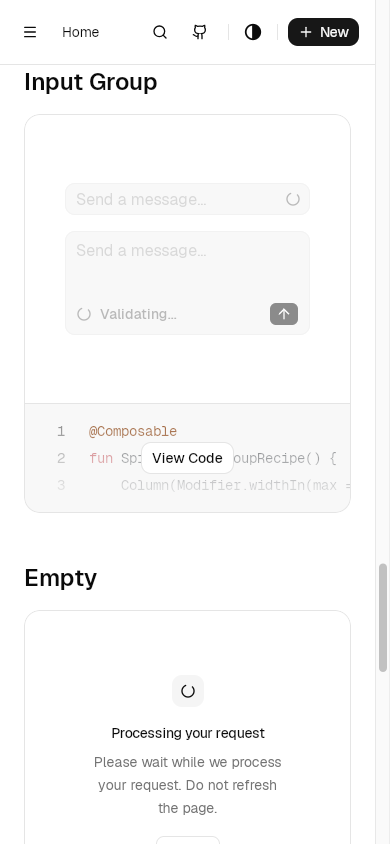 Home
New
Input Group
Send a message...
Send a message...
Validating...
1 @Composable
2 fun Spi oupRecipe() {
View Code
3 Column(Modifier.widthIn(max =
Empty
Processing your request
Please wait while we process
your request. Do not refresh
the page.